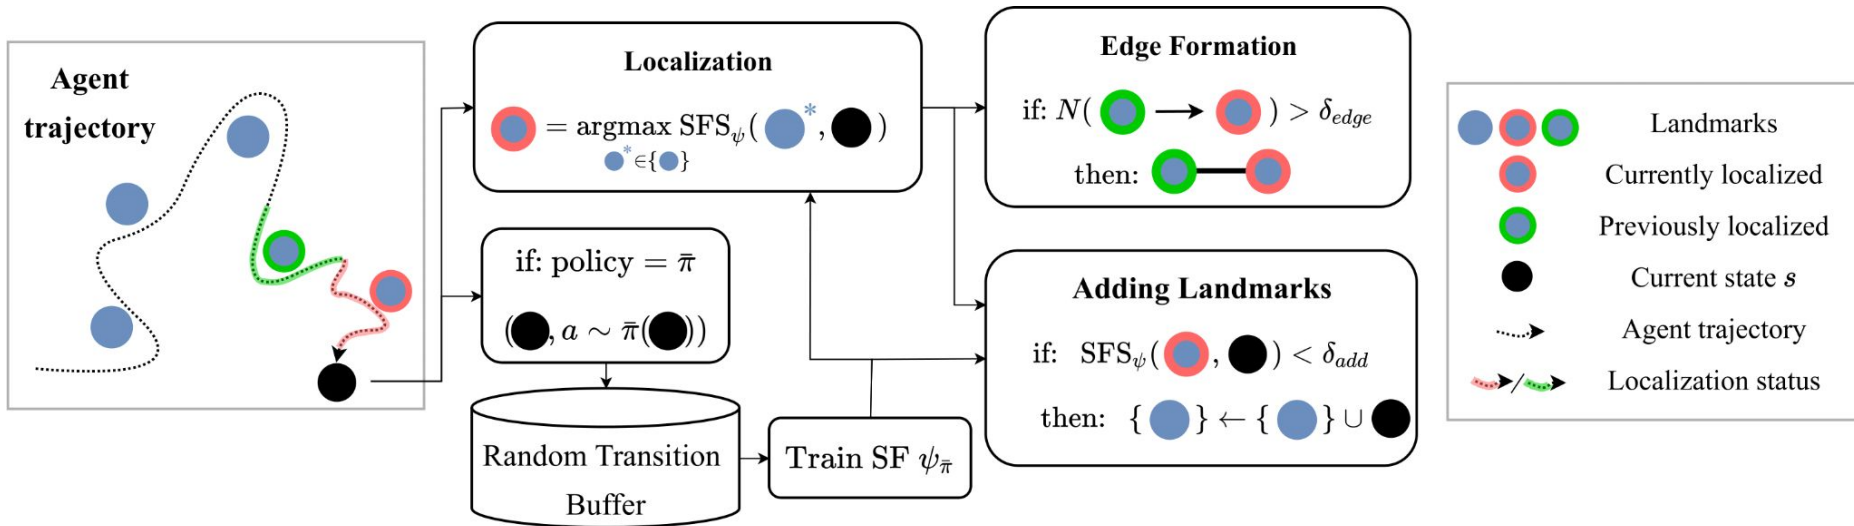 Agent
trajectory
Localization
= argmax SFS_ψ( *, )
*∈{ }
if: policy = π̄
( , a ∼ π̄( ))
Random Transition
Buffer
Train SF ψ_π̄
Edge Formation
if: N( → ) > δ_edge
then:
Adding Landmarks
if: SFS_ψ( , ) < δ_add
then: { } ← { } ∪
Landmarks
Currently localized
Previously localized
Current state s
Agent trajectory
/ Localization status